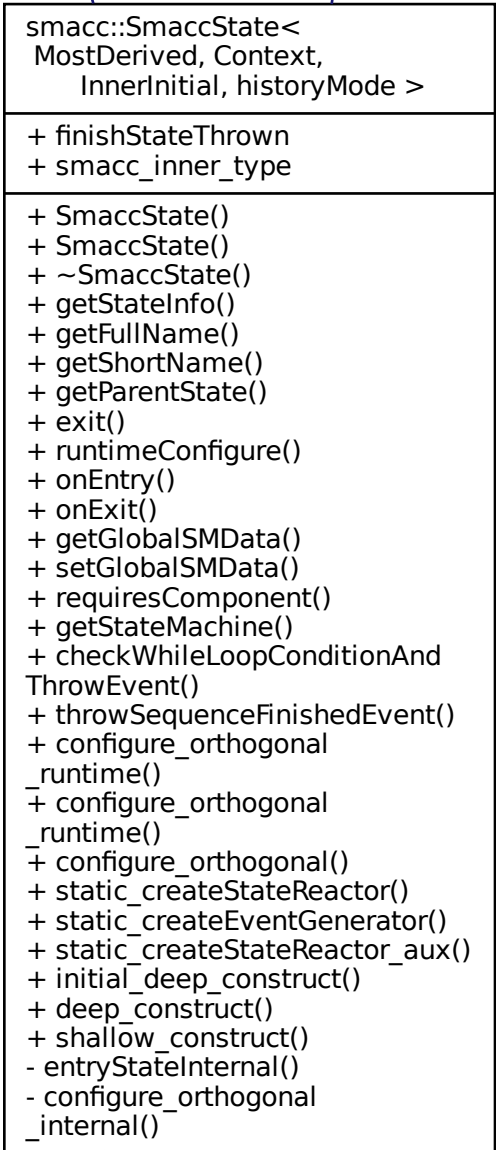 smacc::SmaccState<
MostDerived, Context,
InnerInitial, historyMode >
+ finishStateThrown
+ smacc_inner_type
+ SmaccState()
+ SmaccState()
+ ~SmaccState()
+ getStateInfo()
+ getFullName()
+ getShortName()
+ getParentState()
+ exit()
+ runtimeConfigure()
+ onEntry()
+ onExit()
+ getGlobalSMData()
+ setGlobalSMData()
+ requiresComponent()
+ getStateMachine()
+ checkWhileLoopConditionAnd
ThrowEvent()
+ throwSequenceFinishedEvent()
+ configure_orthogonal
_runtime()
+ configure_orthogonal
_runtime()
+ configure_orthogonal()
+ static_createStateReactor()
+ static_createEventGenerator()
+ static_createStateReactor_aux()
+ initial_deep_construct()
+ deep_construct()
+ shallow_construct()
- entryStateInternal()
- configure_orthogonal
_internal()